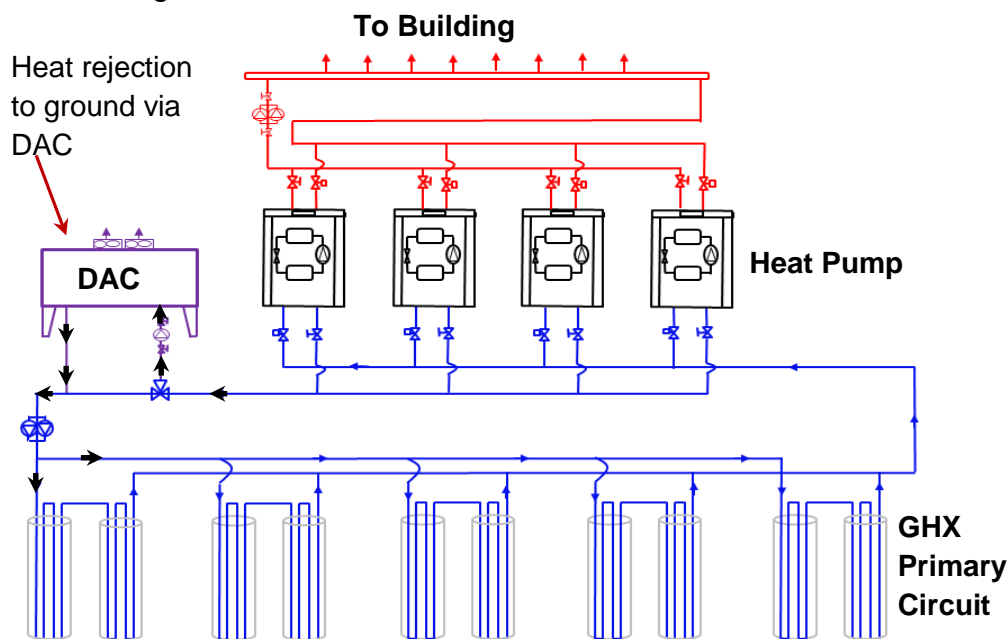 To Building
Heat rejection
to ground via
DAC
DAC
Heat Pump
GHX
Primary
Circuit